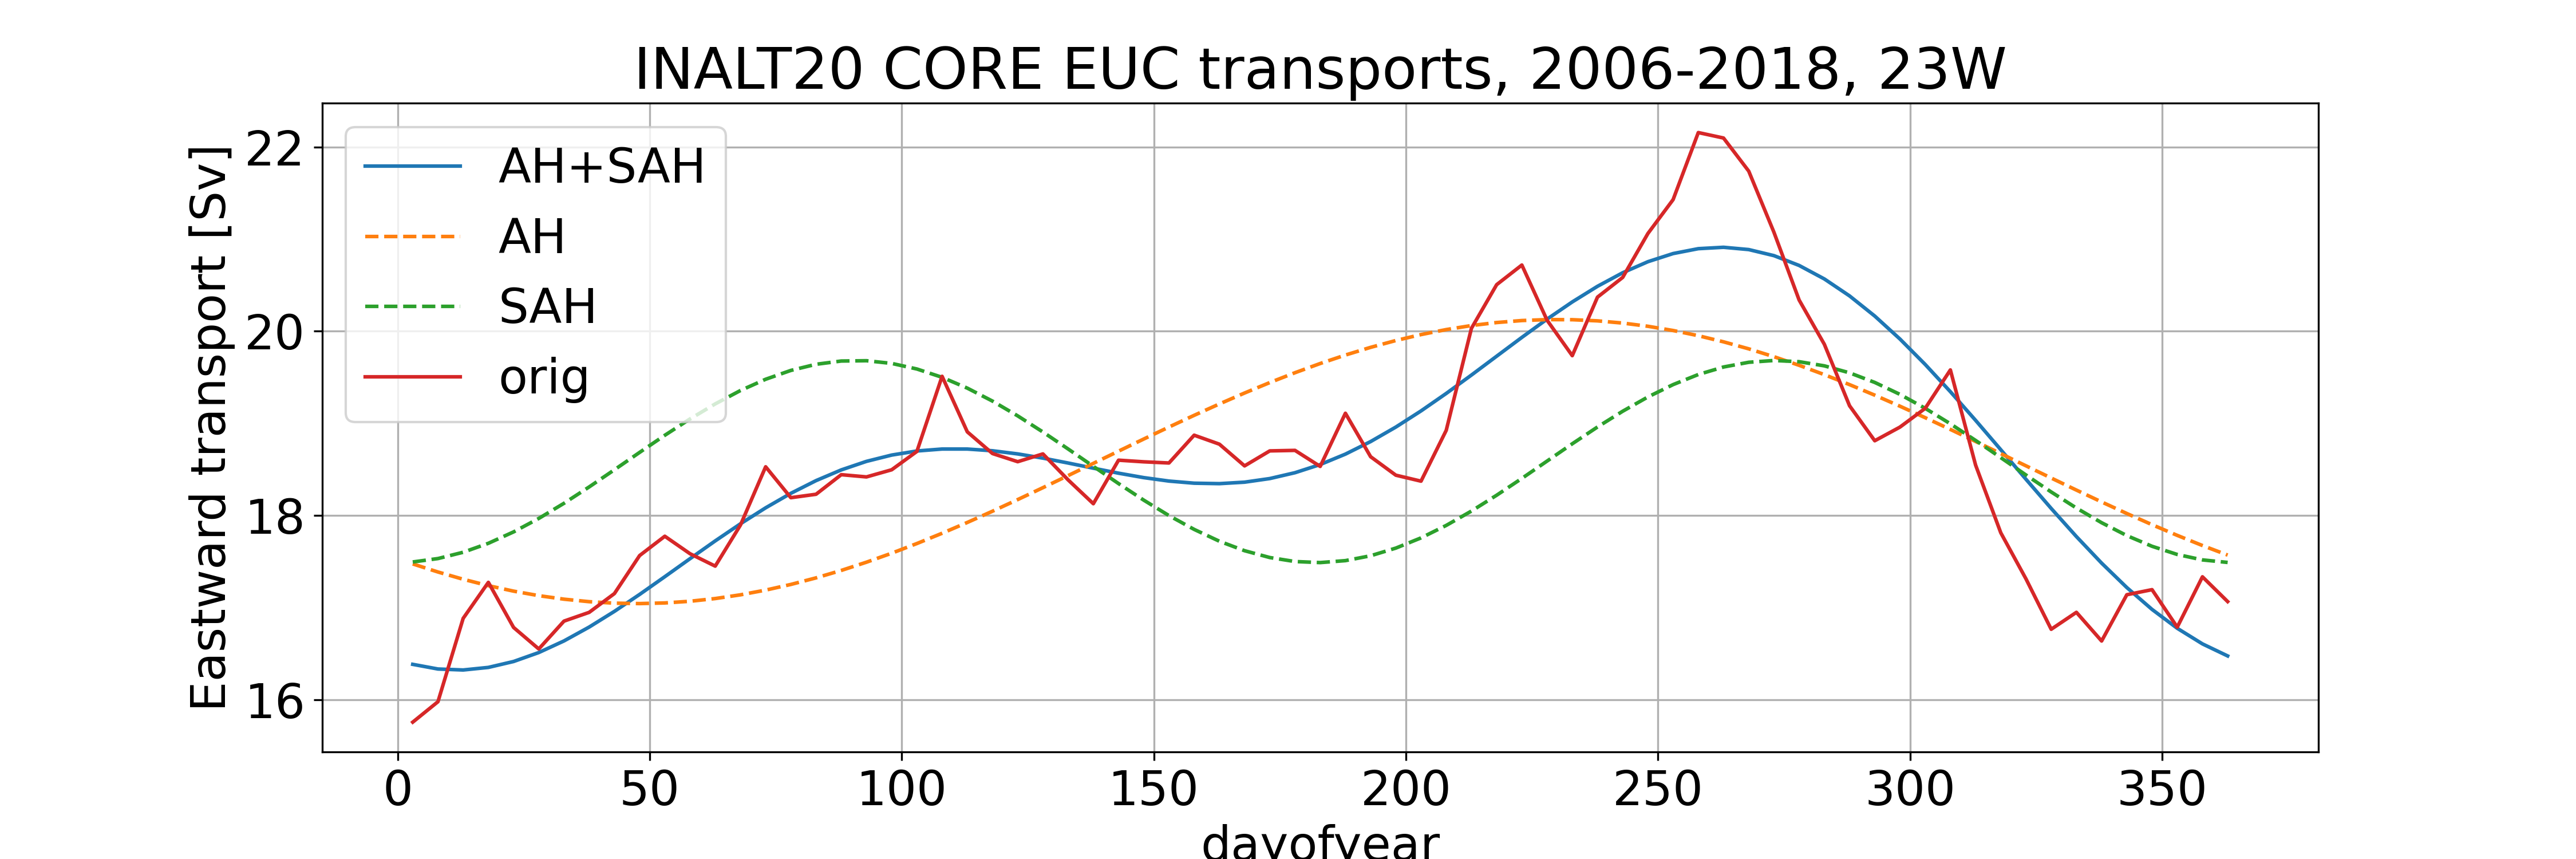 INALT20 CORE EUC transports, 2006-2018, 23W
Eastward transport [Sv]
22
20
18
16
AH+SAH
AH
SAH
orig
0 50 100 150 200 250 300 350
dayofyear